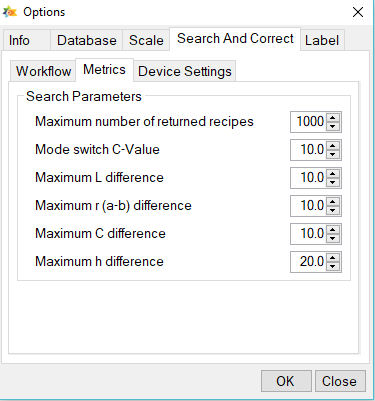 Options
Info Database Scale Search And Correct Label
Workflow Metrics Device Settings
Search Parameters
Maximum number of returned recipes 1000
Mode switch C-Value 10.0
Maximum L difference 10.0
Maximum r (a-b) difference 10.0
Maximum C difference 10.0
Maximum h difference 20.0
OK Close